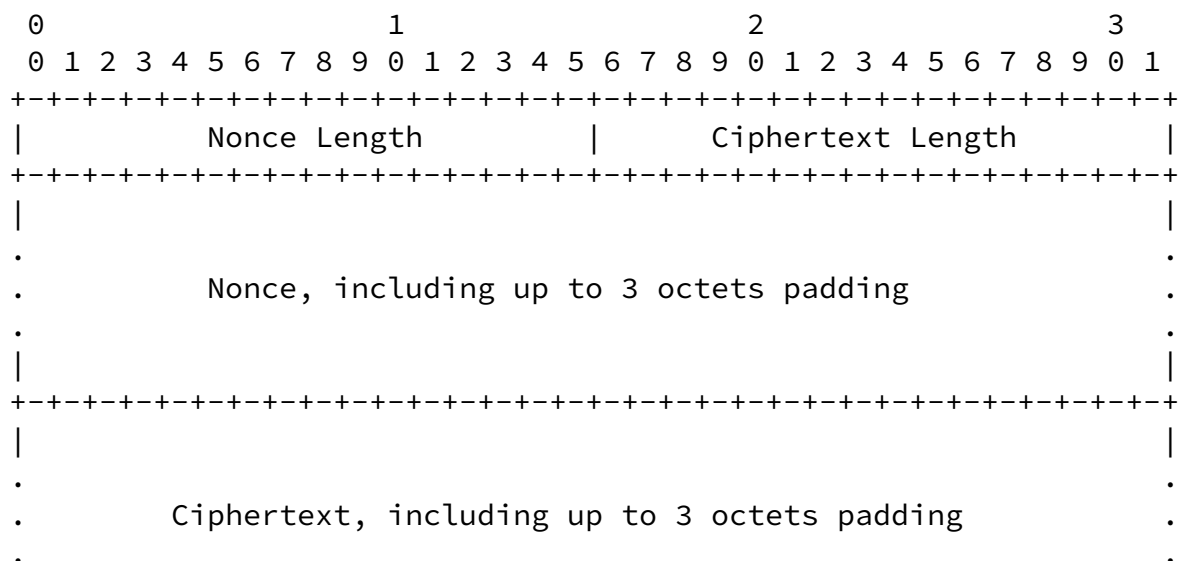 0                   1                   2                   3
 0 1 2 3 4 5 6 7 8 9 0 1 2 3 4 5 6 7 8 9 0 1 2 3 4 5 6 7 8 9 0 1
+-+-+-+-+-+-+-+-+-+-+-+-+-+-+-+-+-+-+-+-+-+-+-+-+-+-+-+-+-+-+-+-+
|          Nonce Length         |      Ciphertext Length        |
+-+-+-+-+-+-+-+-+-+-+-+-+-+-+-+-+-+-+-+-+-+-+-+-+-+-+-+-+-+-+-+-+
|                                                               |
.                                                               .
.          Nonce, including up to 3 octets padding              .
.                                                               .
|                                                               |
+-+-+-+-+-+-+-+-+-+-+-+-+-+-+-+-+-+-+-+-+-+-+-+-+-+-+-+-+-+-+-+-+
|                                                               |
.                                                               .
.        Ciphertext, including up to 3 octets padding           .
.                                                               .